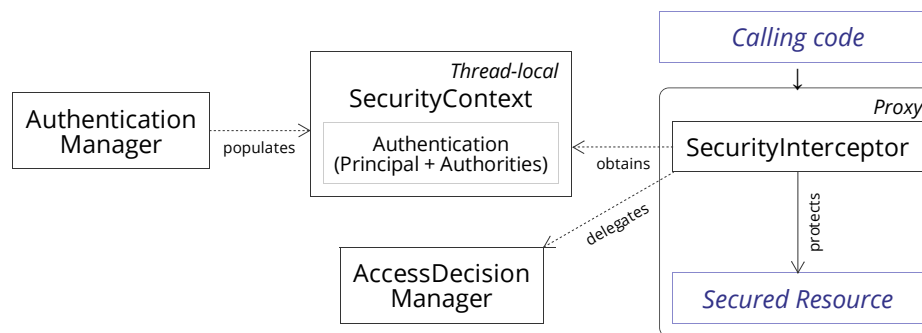 Calling code
Thread-local
SecurityContext
Proxy
Authentication
Manager
populates
Authentication
(Principal + Authorities)
obtains
SecurityInterceptor
delegates
protects
AccessDecision
Manager
Secured Resource